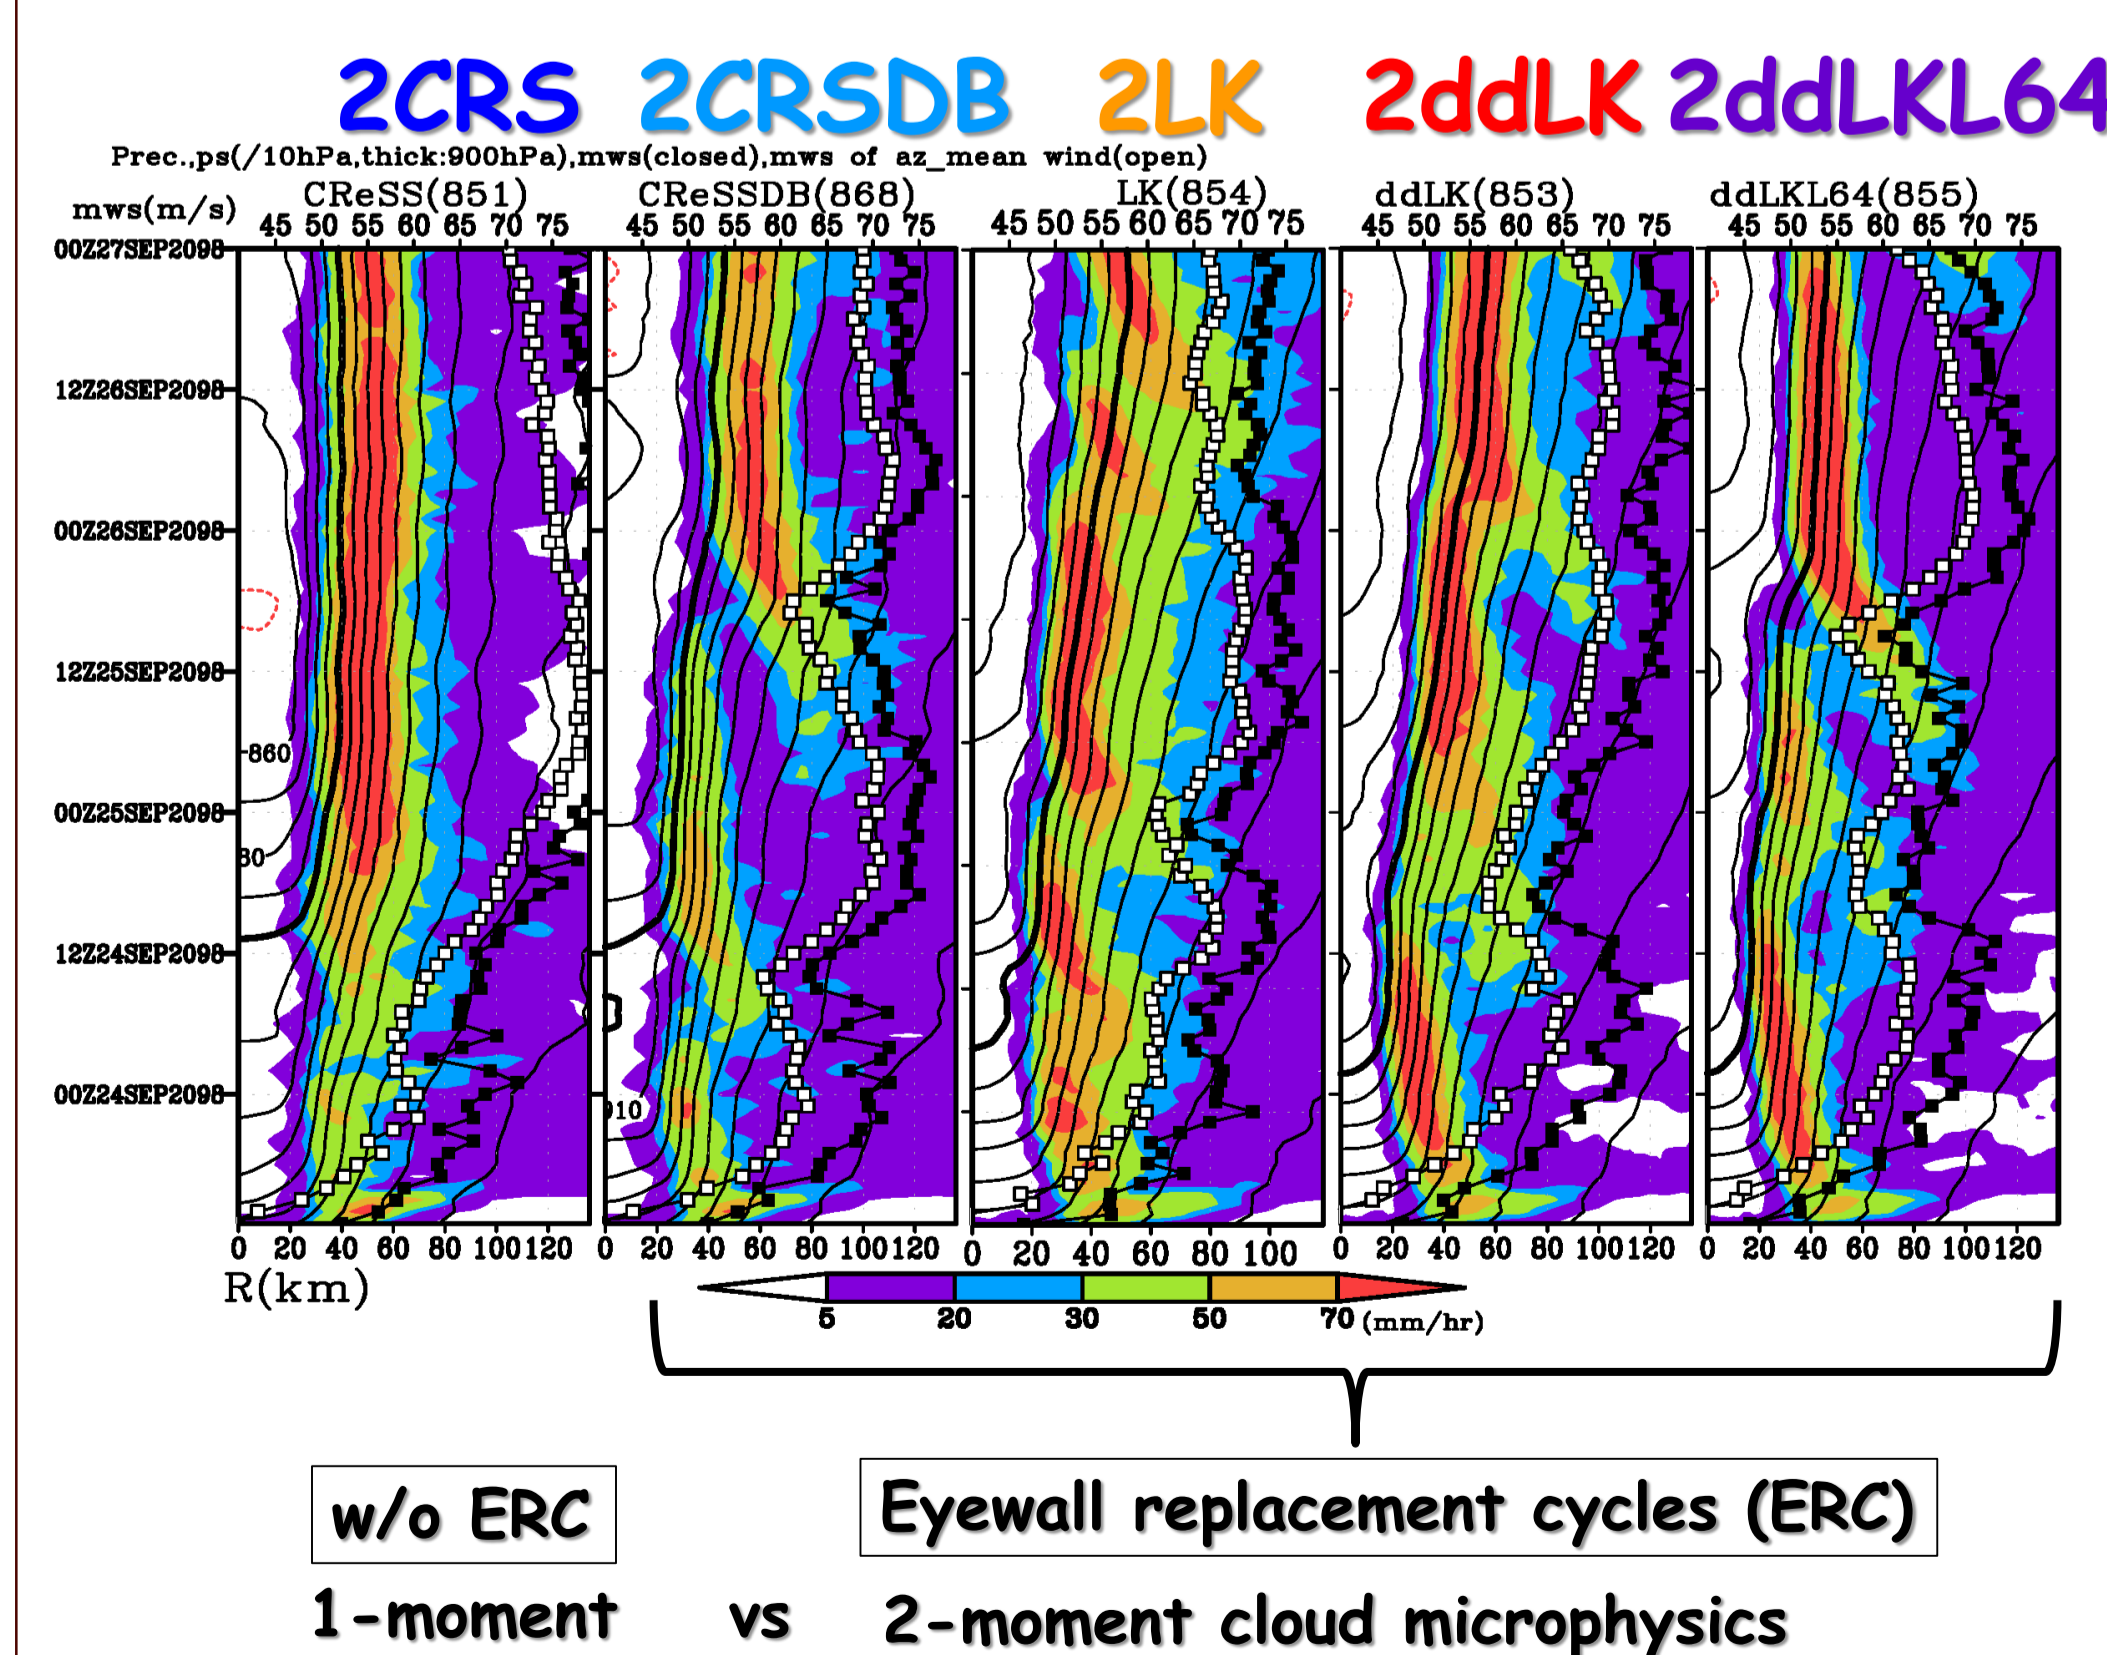 2CRS 2CRSDB 2LK 2ddLK 2ddLKL64
Prec.,ps(/10hPa,thick:900hPa),mws(closed),mws of az_mean wind(open)
CReSS(851) CReSSDB(868) LK(854) ddLK(853) ddLKL64(855)
mws(m/s)
45 50 55 60 65 70 75 45 50 55 60 65 70 75 45 50 55 60 65 70 75 45 50 55 60 65 70 75 45 50 55 60 65 70 75
00Z27SEP2098
12Z26SEP2098
00Z26SEP2098
12Z25SEP2098
860
00Z25SEP2098
80
12Z24SEP2098
00Z24SEP2098
910
0 20 40 60 80 100 120 0 20 40 60 80 100 120 0 20 40 60 80 100 0 20 40 60 80 100 120 0 20 40 60 80 100 120
R(km)
5 20 30 50 70 (mm/hr)
w/o ERC
Eyewall replacement cycles (ERC)
1-moment vs 2-moment cloud microphysics